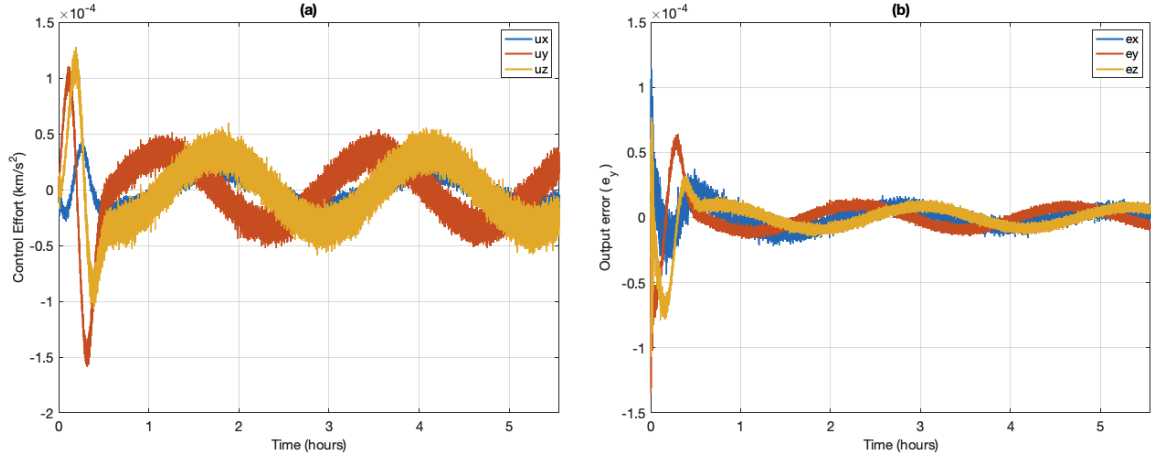 (a)
×10⁻⁴
1.5
1
0.5
0
-0.5
-1
-1.5
-2
Control Effort (km/s²)
0 1 2 3 4 5
Time (hours)
ux
uy
uz
(b)
×10⁻⁴
1.5
1
0.5
0
-0.5
-1
-1.5
Output error ( e_y )
0 1 2 3 4 5
Time (hours)
ex
ey
ez